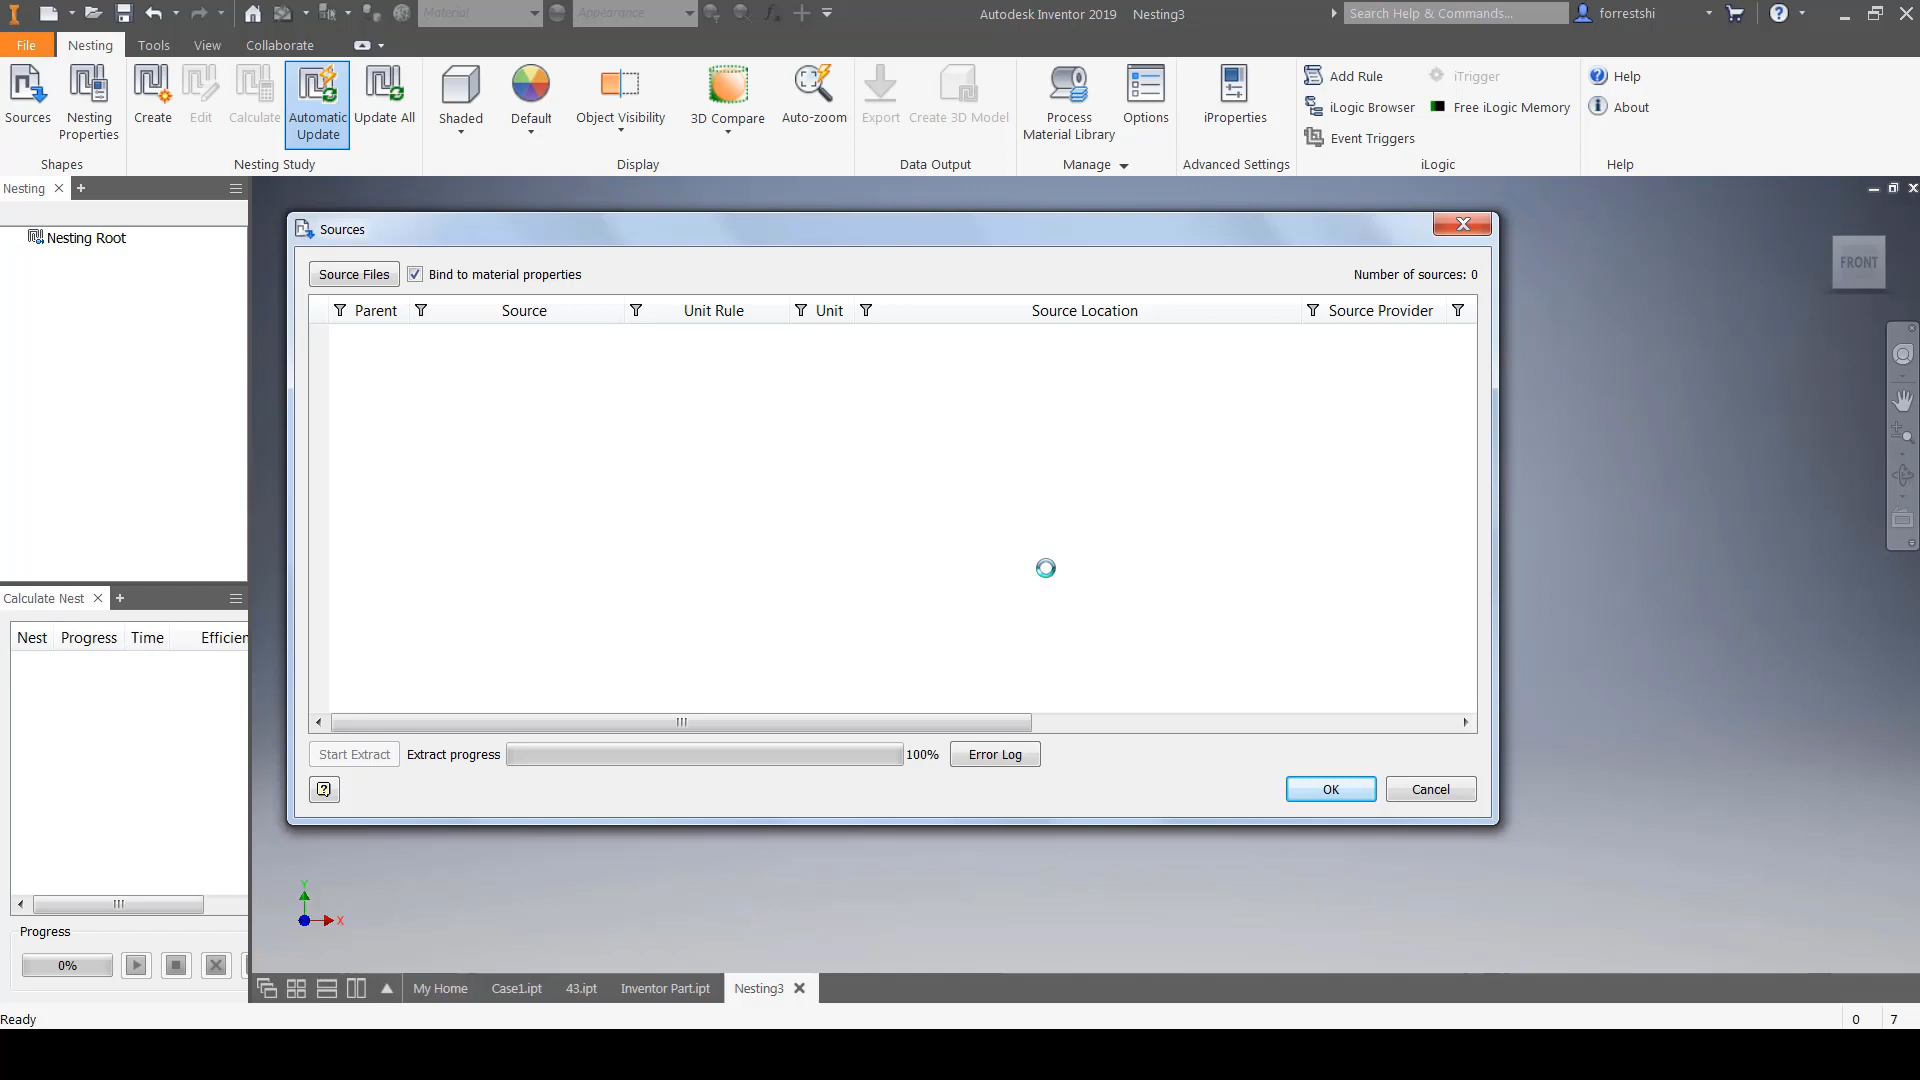 Material
Appearance
Autodesk Inventor 2019 Nesting3
Search Help & Commands...
forrestshi
File
Nesting
Tools
View
Collaborate
Sources
Nesting Properties
Create
Edit
Calculate
Automatic Update
Update All
Shaded
Default
Object Visibility
3D Compare
Auto-zoom
Export
Create 3D Model
Process Material Library
Options
iProperties
Add Rule
iTrigger
iLogic Browser
Free iLogic Memory
Event Triggers
Help
About
Shapes
Nesting Study
Display
Data Output
Manage
Advanced Settings
iLogic
Help
Nesting
Nesting Root
FRONT
Sources
Source Files
Bind to material properties
Number of sources: 0
Parent
Source
Unit Rule
Unit
Source Location
Source Provider
Start Extract
Extract progress
100%
Error Log
OK
Cancel
Calculate Nest
Nest
Progress
Time
Efficien
Progress
0%
Y
X
My Home
Case1.ipt
43.ipt
Inventor Part.ipt
Nesting3
Ready
0
7